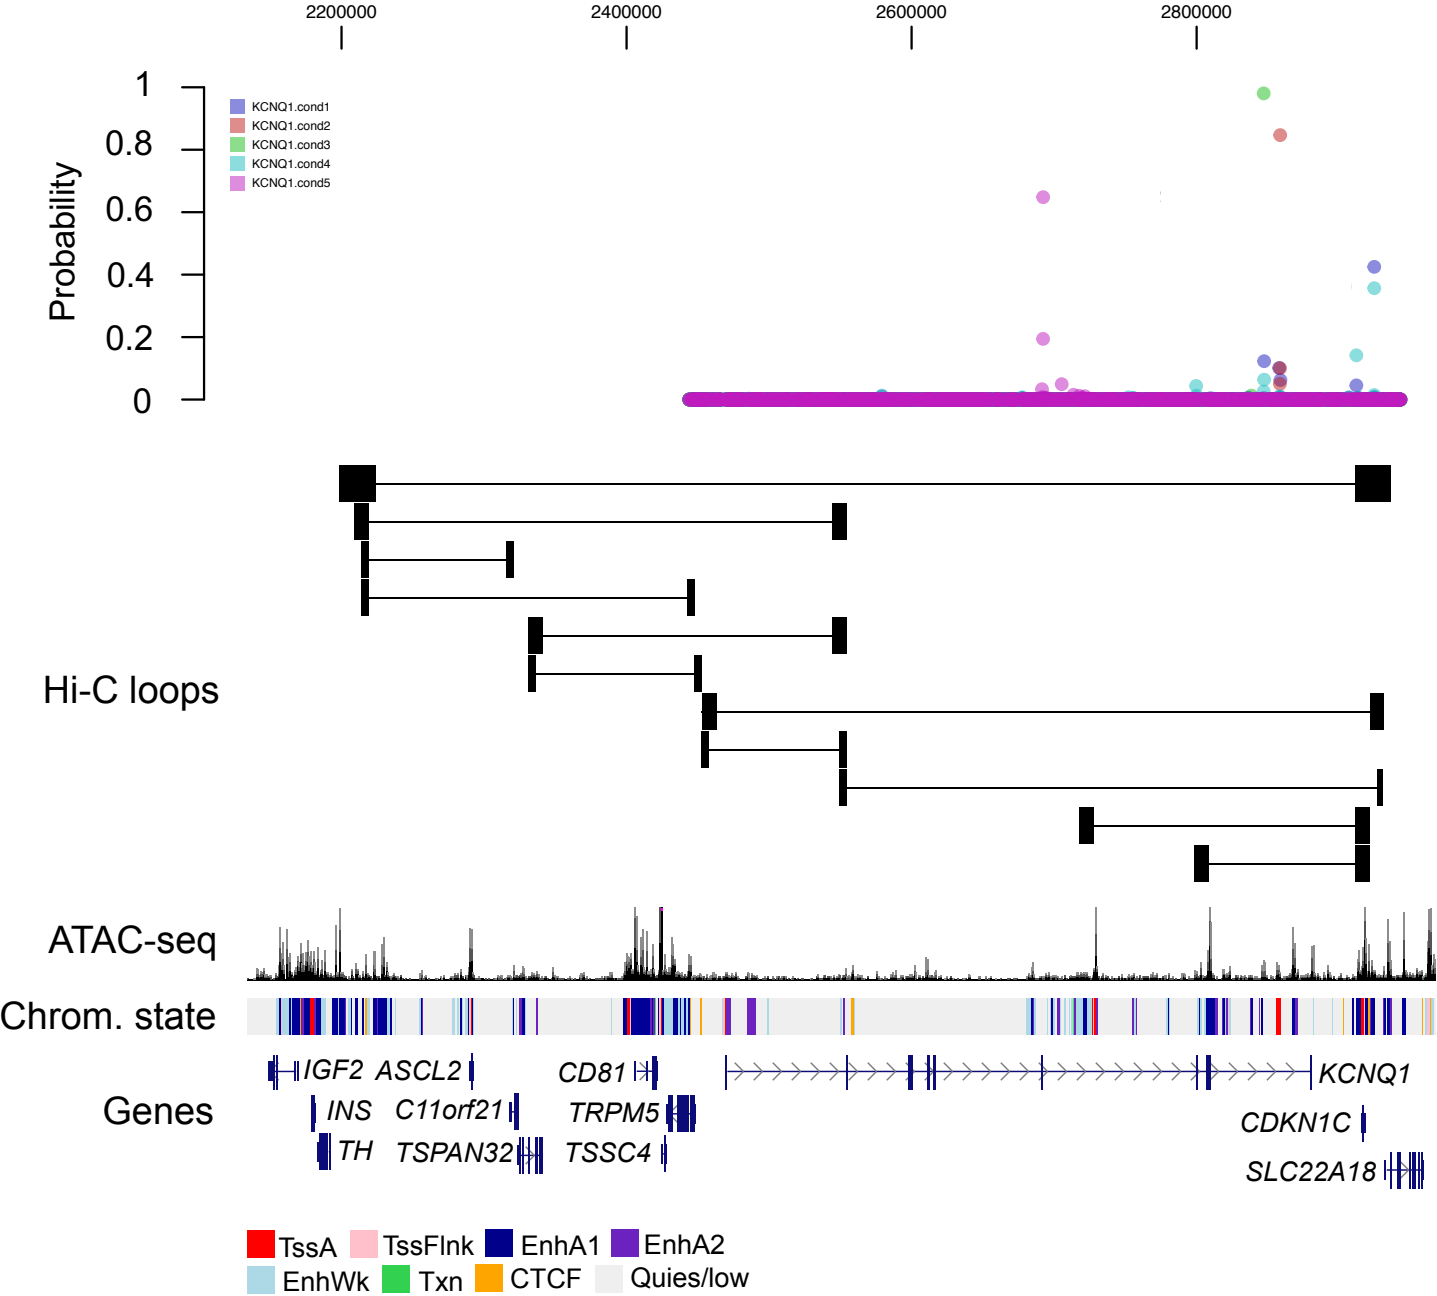 2200000 2400000 2600000 2800000
1
KCNQ1.cond1
KCNQ1.cond2
0.8
KCNQ1.cond3
KCNQ1.cond4
KCNQ1.cond5
0.6
Probability
0.4
0.2
0
Hi-C loops
ATAC-seq
Chrom. state
IGF2 ASCL2 CD81 KCNQ1
Genes
INS C11orf21 TRPM5 CDKN1C
TH TSPAN32 TSSC4 SLC22A18
TssA TssFlnk EnhA1 EnhA2
EnhWk Txn CTCF Quies/low